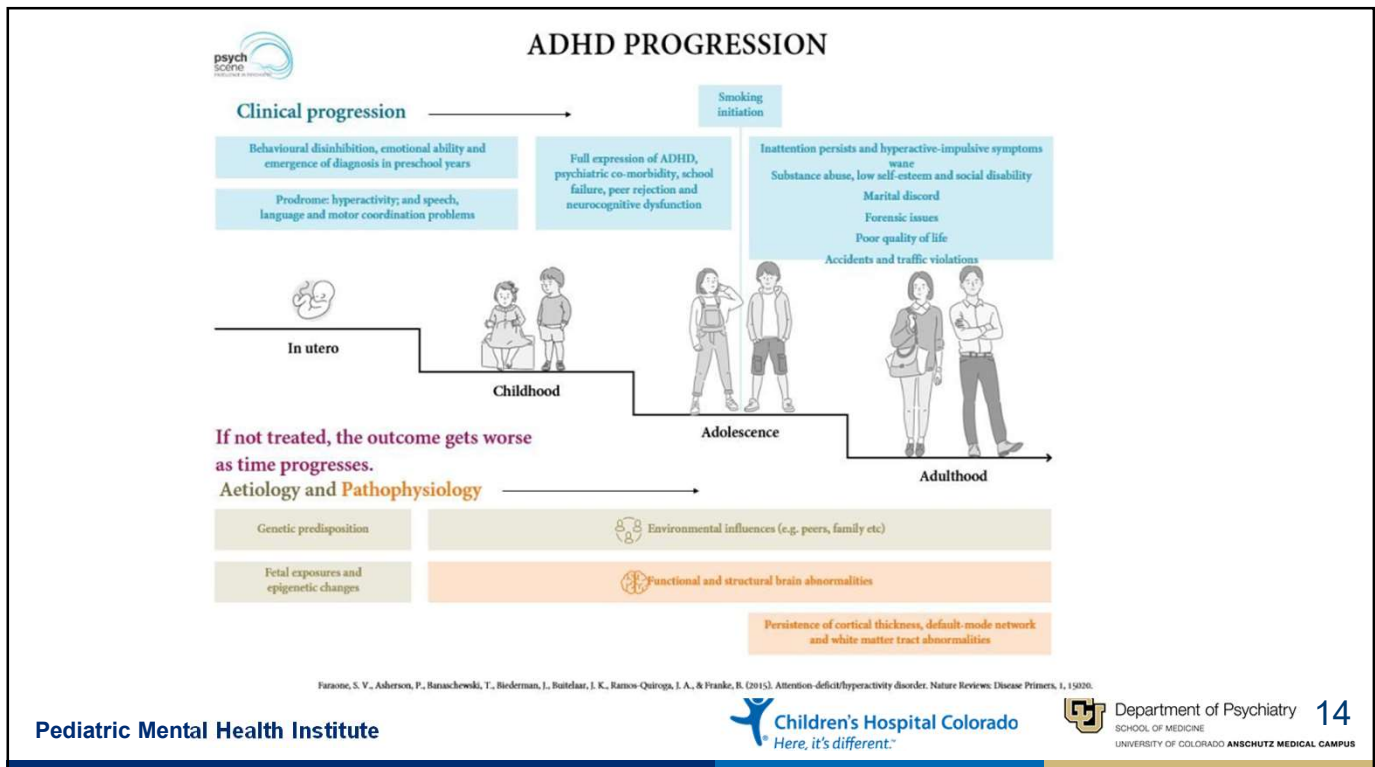 psych
scene
EXCELLENCE IN PSYCHIATRY
ADHD PROGRESSION
Clinical progression
Smoking
initiation
Behavioural disinhibition, emotional ability and
emergence of diagnosis in preschool years
Prodrome: hyperactivity; and speech,
language and motor coordination problems
Full expression of ADHD,
psychiatric co-morbidity, school
failure, peer rejection and
neurocognitive dysfunction
Inattention persists and hyperactive-impulsive symptoms
wane
Substance abuse, low self-esteem and social disability
Marital discord
Forensic issues
Poor quality of life
Accidents and traffic violations
In utero
Childhood
Adolescence
Adulthood
If not treated, the outcome gets worse
as time progresses.
Aetiology and Pathophysiology
Genetic predisposition
Environmental influences (e.g. peers, family etc)
Fetal exposures and
epigenetic changes
Functional and structural brain abnormalities
Persistence of cortical thickness, default-mode network
and white matter tract abnormalities
Faraone, S. V., Asherson, P., Banaschewski, T., Biederman, J., Buitelaar, J. K., Ramos-Quiroga, J. A., & Franke, B. (2015). Attention-deficit/hyperactivity disorder. Nature Reviews: Disease Primers, 1, 15020.
Pediatric Mental Health Institute
Children's Hospital Colorado
Here, it's different.™
Department of Psychiatry
SCHOOL OF MEDICINE
UNIVERSITY OF COLORADO ANSCHUTZ MEDICAL CAMPUS
14